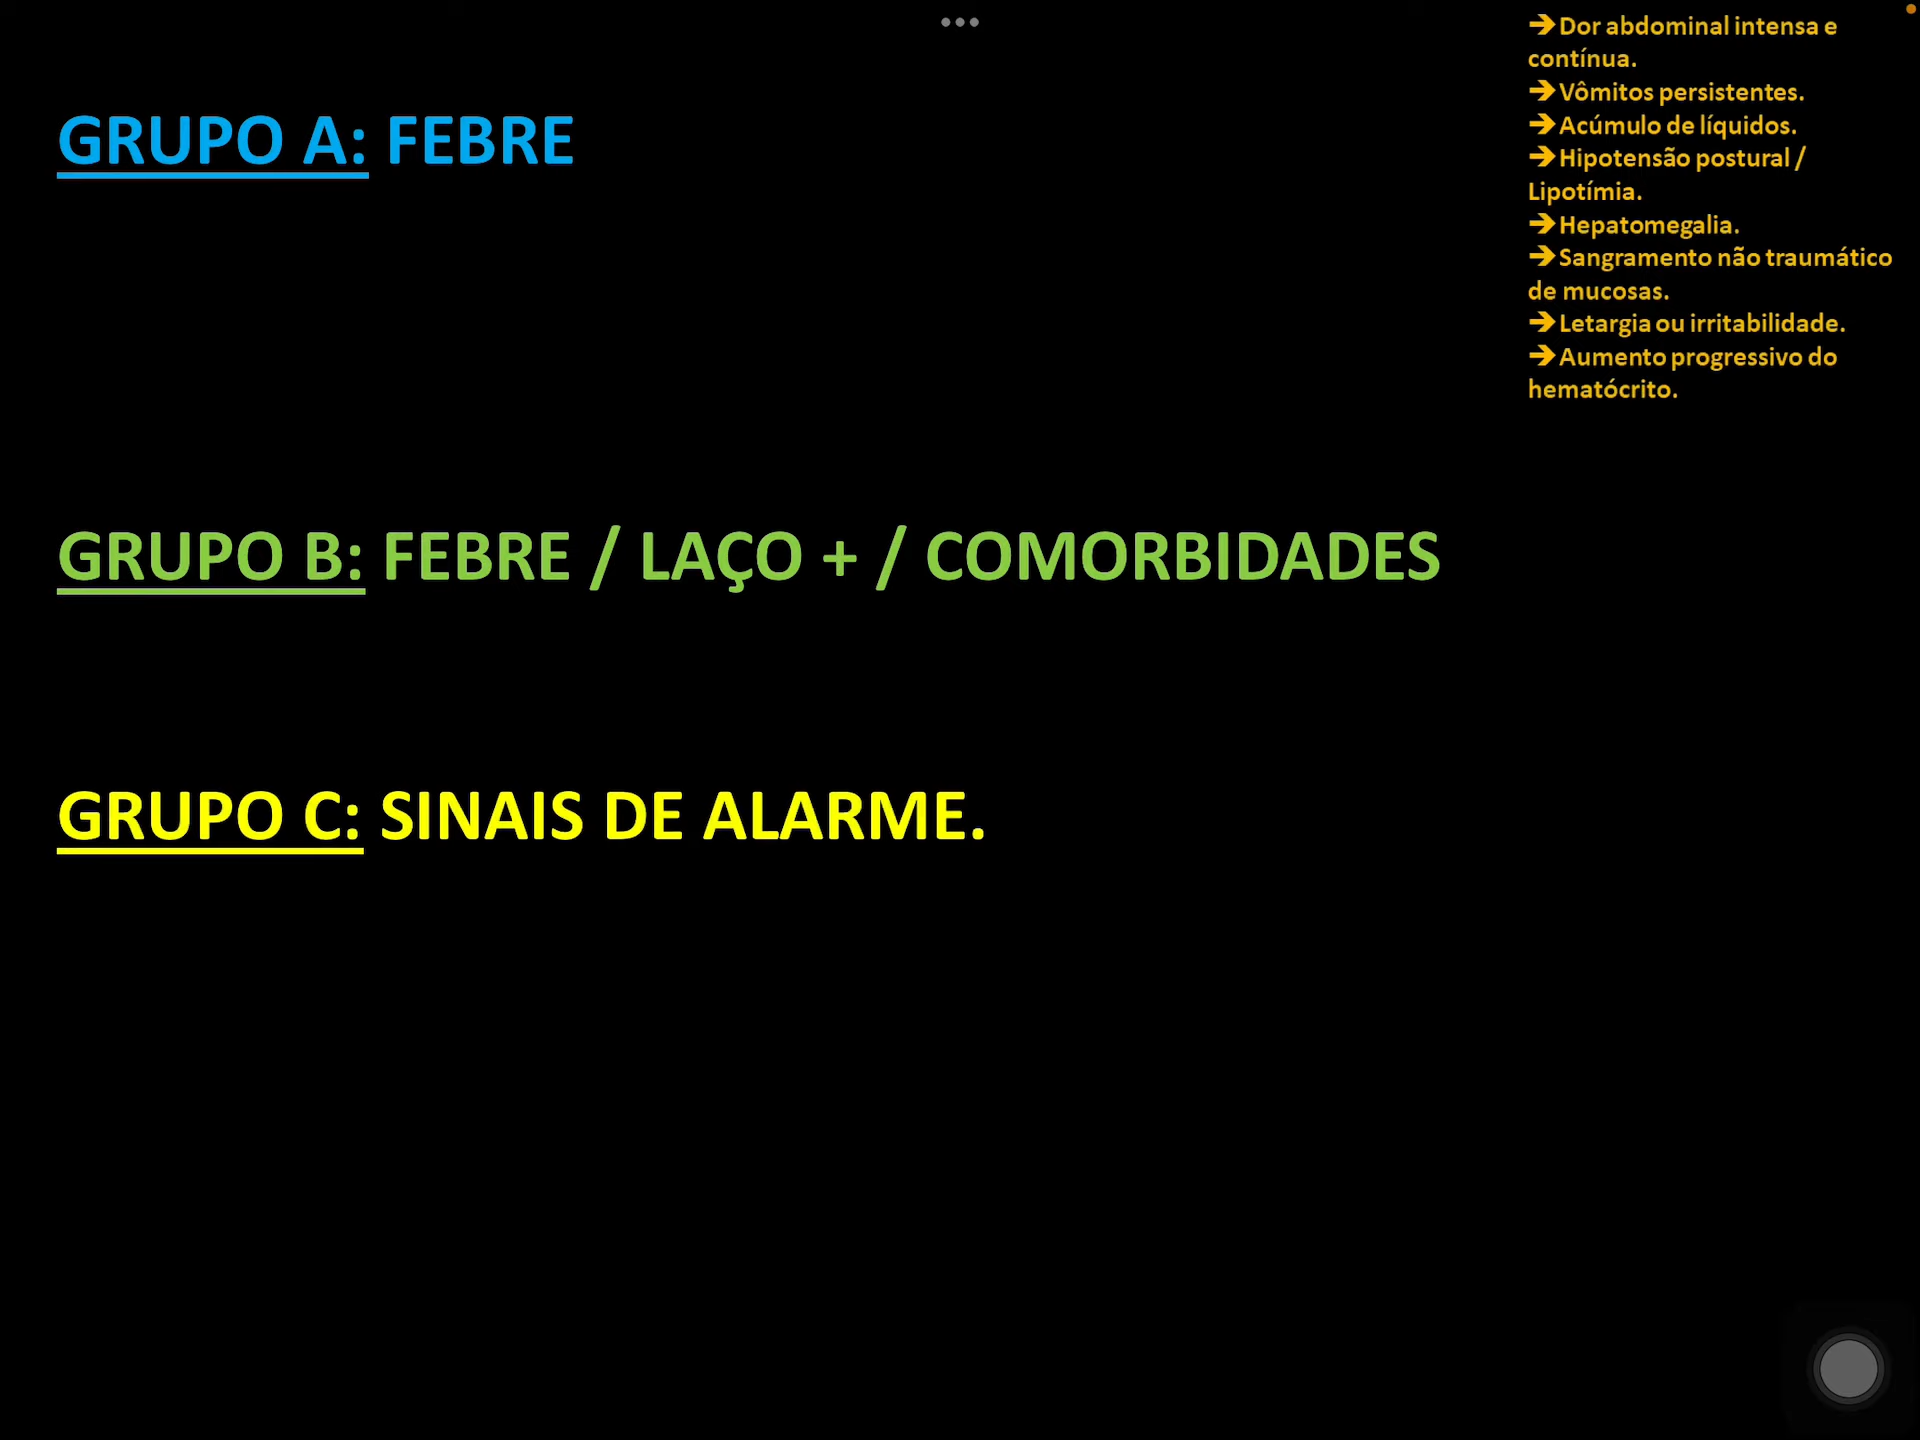 GRUPO A: FEBRE
GRUPO B: FEBRE / LAÇO + / COMORBIDADES
GRUPO C: SINAIS DE ALARME.
➔Dor abdominal intensa e
contínua.
➔Vômitos persistentes.
➔Acúmulo de líquidos.
➔Hipotensão postural /
Lipotímia.
➔Hepatomegalia.
➔Sangramento não traumático
de mucosas.
➔Letargia ou irritabilidade.
➔Aumento progressivo do
hematócrito.